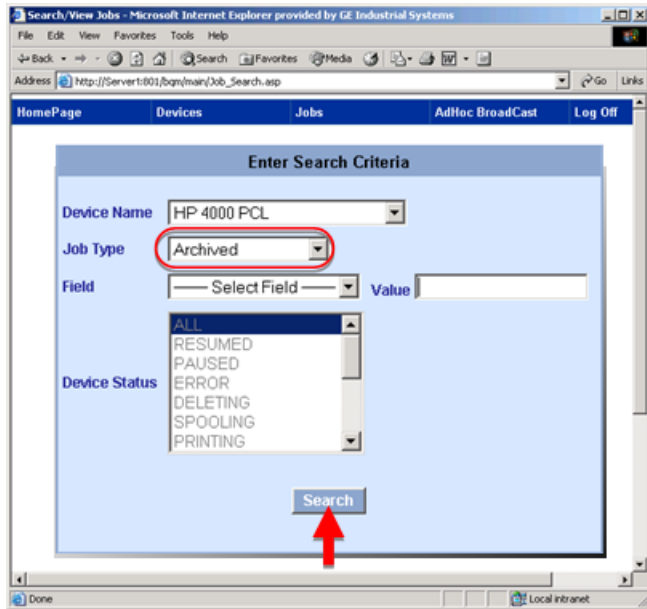 Search/View Jobs - Microsoft Internet Explorer provided by GE Industrial Systems
File Edit View Favorites Tools Help
Back Search Favorites Media
Address http://Server1:801/bqm/main/Job_Search.asp Go Links
HomePage Devices Jobs AdHoc BroadCast Log Off
Enter Search Criteria
Device Name HP 4000 PCL
Job Type Archived
Field —— Select Field —— Value
Device Status
ALL
RESUMED
PAUSED
ERROR
DELETING
SPOOLING
PRINTING
Search
Done Local intranet